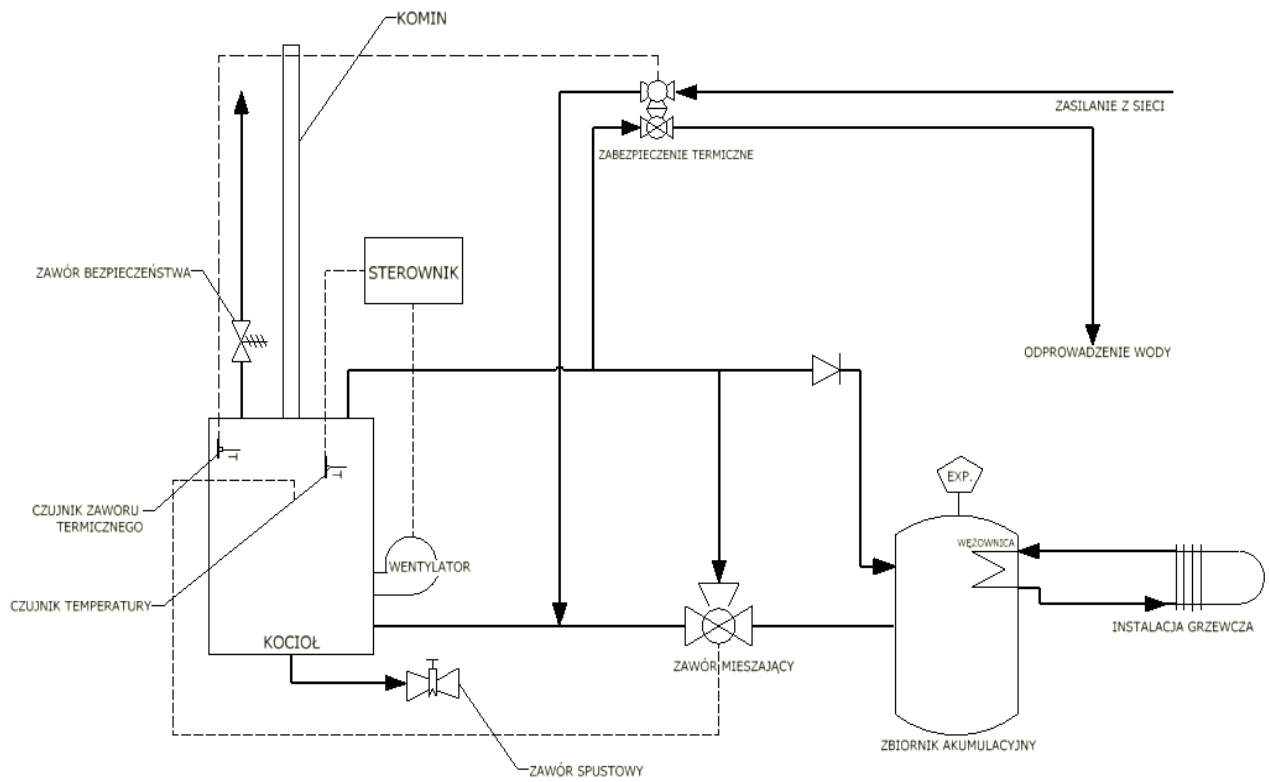 KOMIN
ZASILANIE Z SIECI
ZABEZPIECZENIE TERMICZNE
ZAWÓR BEZPIECZEŃSTWA
STEROWNIK
ODPROWADZENIE WODY
T
T
EXP.
CZUJNIK ZAWORU
TERMICZNEGO
WĘŻOWNICA
WENTYLATOR
CZUJNIK TEMPERATURY
INSTALACJA GRZEWCZA
KOCIOŁ
ZAWÓR MIESZAJĄCY
ZBIORNIK AKUMULACYJNY
ZAWÓR SPUSTOWY